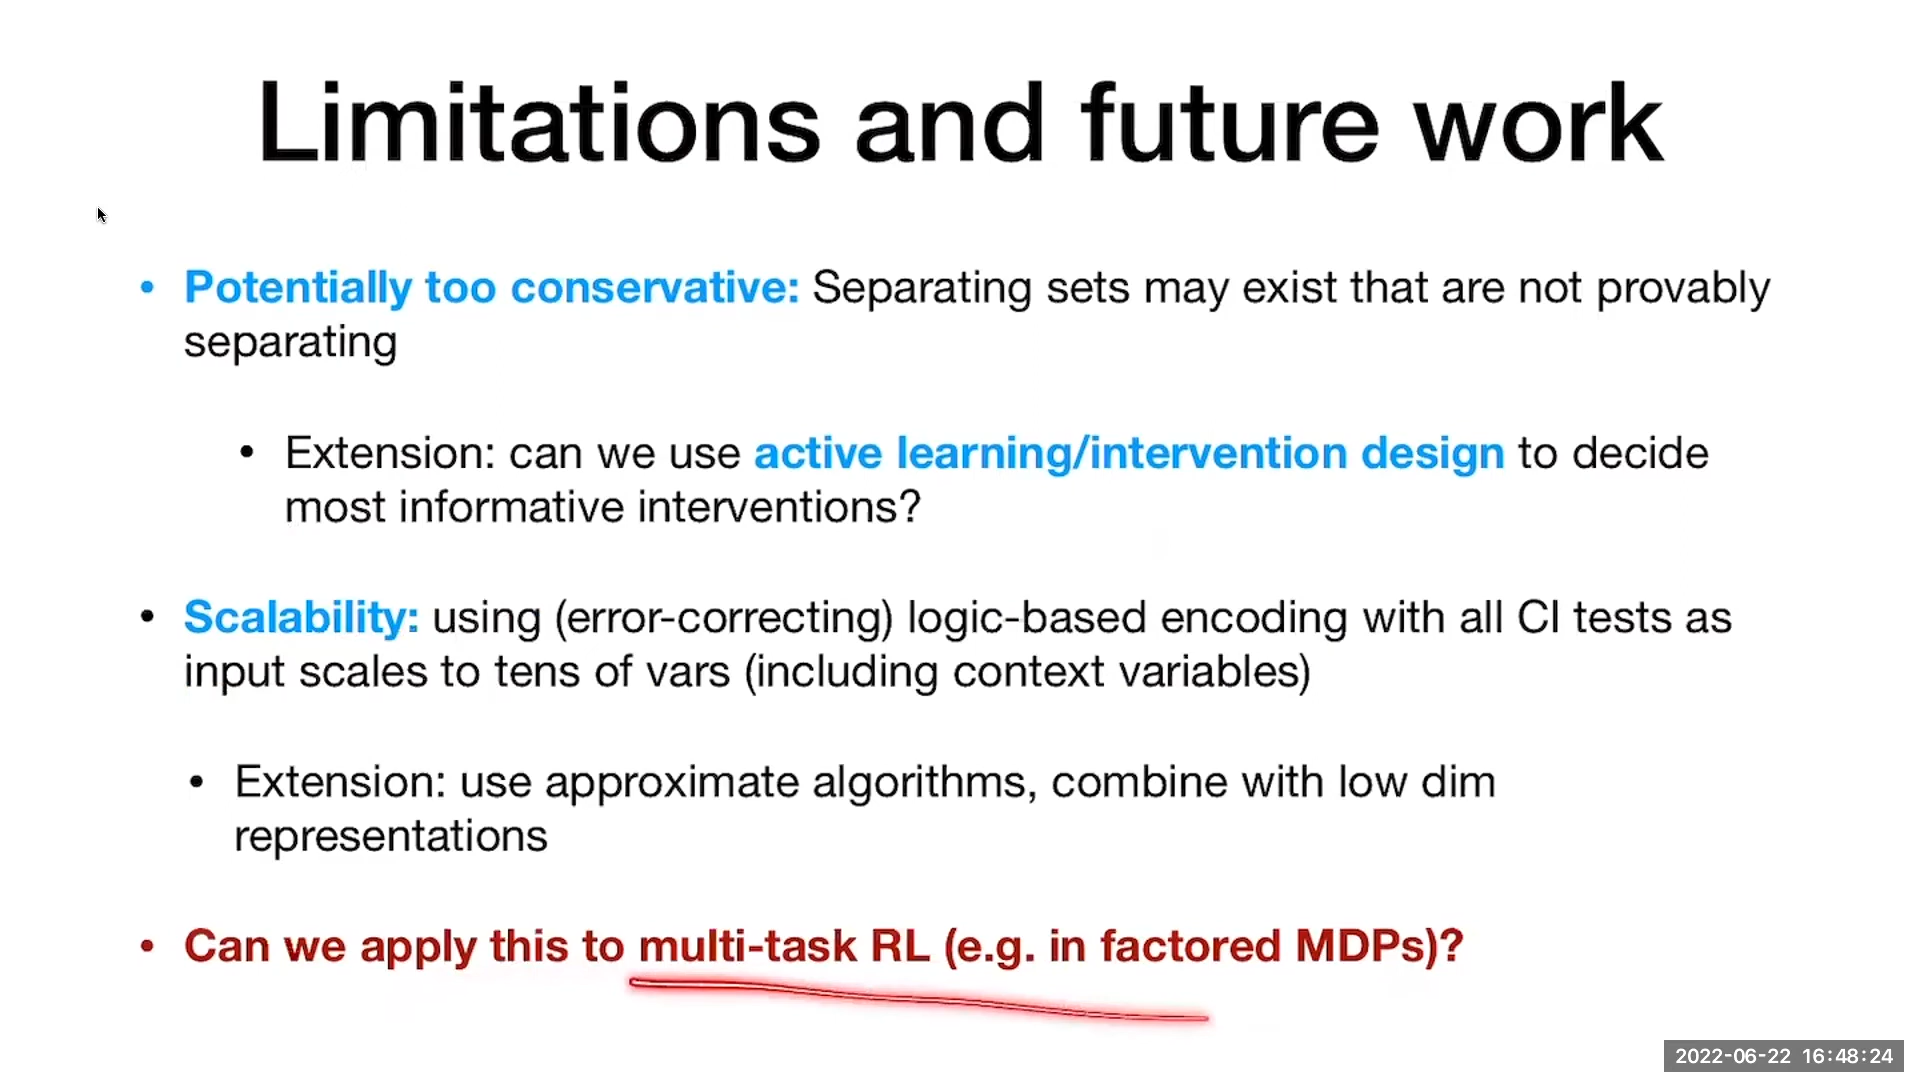 Limitations and future work
• Potentially too conservative: Separating sets may exist that are not provably
separating
• Extension: can we use active learning/intervention design to decide
most informative interventions?
• Scalability: using (error-correcting) logic-based encoding with all CI tests as
input scales to tens of vars (including context variables)
• Extension: use approximate algorithms, combine with low dim
representations
• Can we apply this to multi-task RL (e.g. in factored MDPs)?
2022-06-22 16:48:24